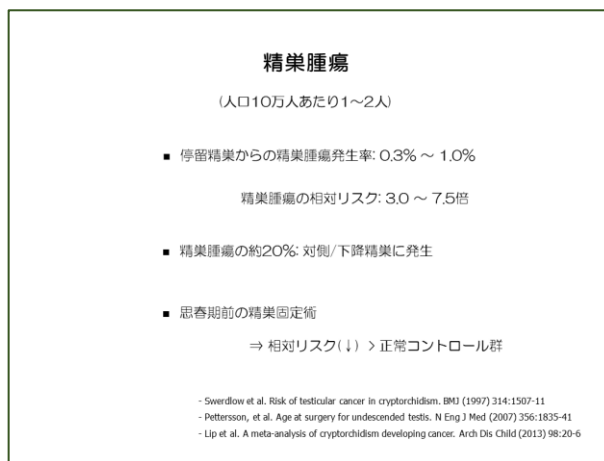 精巣腫瘍
(人口10万人あたり1～2人)
■ 停留精巣からの精巣腫瘍発生率: 0.3% ～ 1.0%
精巣腫瘍の相対リスク: 3.0 ～ 7.5倍
■ 精巣腫瘍の約20%: 対側/下降精巣に発生
■ 思春期前の精巣固定術
⇒ 相対リスク(↓) > 正常コントロール群
- Swerdlow et al. Risk of testicular cancer in cryptorchidism. BMJ (1997) 314:1507-11
- Pettersson, et al. Age at surgery for undescended testis. N Eng J Med (2007) 356:1835-41
- Lip et al. A meta-analysis of cryptorchidism developing cancer. Arch Dis Child (2013) 98:20-6